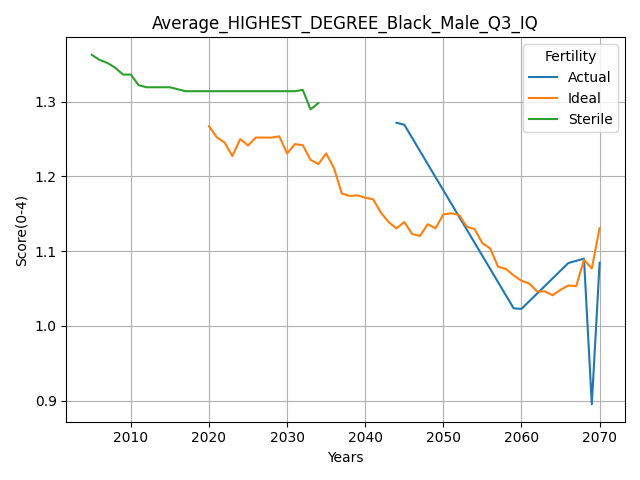 Average_HIGHEST_DEGREE_Black_Male_Q3_IQ
Fertility
Actual
Ideal
Sterile
Score(0-4)
1.3
1.2
1.1
1.0
0.9
2010 2020 2030 2040 2050 2060 2070
Years